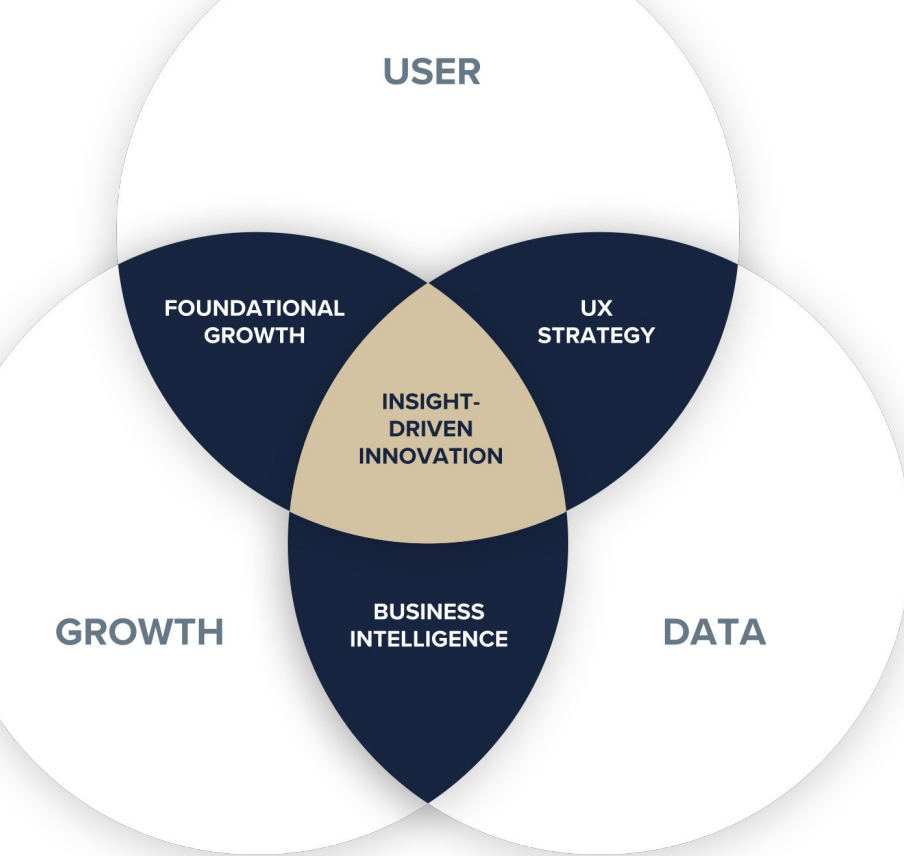 USER
FOUNDATIONAL
GROWTH
UX
STRATEGY
INSIGHT-
DRIVEN
INNOVATION
GROWTH
BUSINESS
INTELLIGENCE
DATA